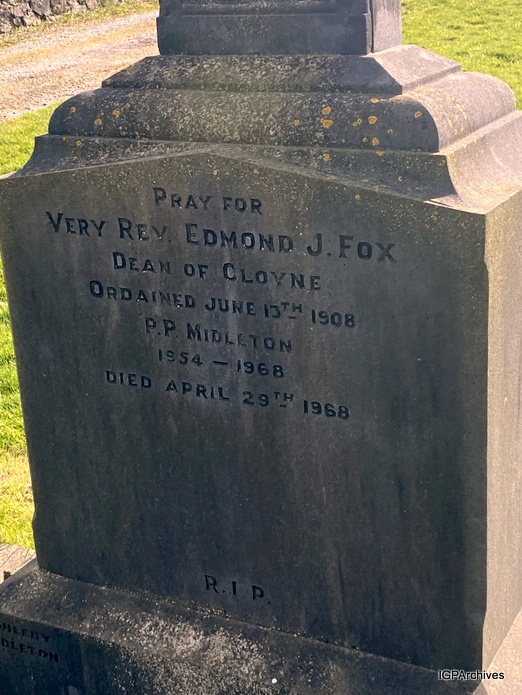 PRAY FOR
VERY REV. EDMOND J. FOX
DEAN OF CLOYNE
ORDAINED JUNE 13TH 1908
P.P. MIDLETON
1954 – 1968
DIED APRIL 29TH 1968
R.I.P.
IGPArchives